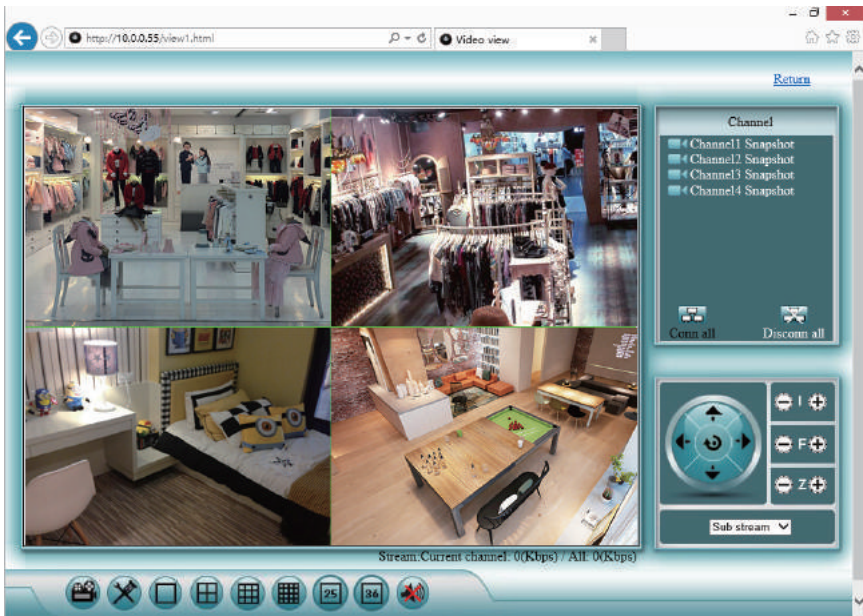 http://10.0.0.55/view1.html
Video view
Return
Channel
Channel1 Snapshot
Channel2 Snapshot
Channel3 Snapshot
Channel4 Snapshot
Conn all
Disconn all
I
F
Z
Sub stream
Stream:Current channel: 0(Kbps) / All: 0(Kbps)
25
36